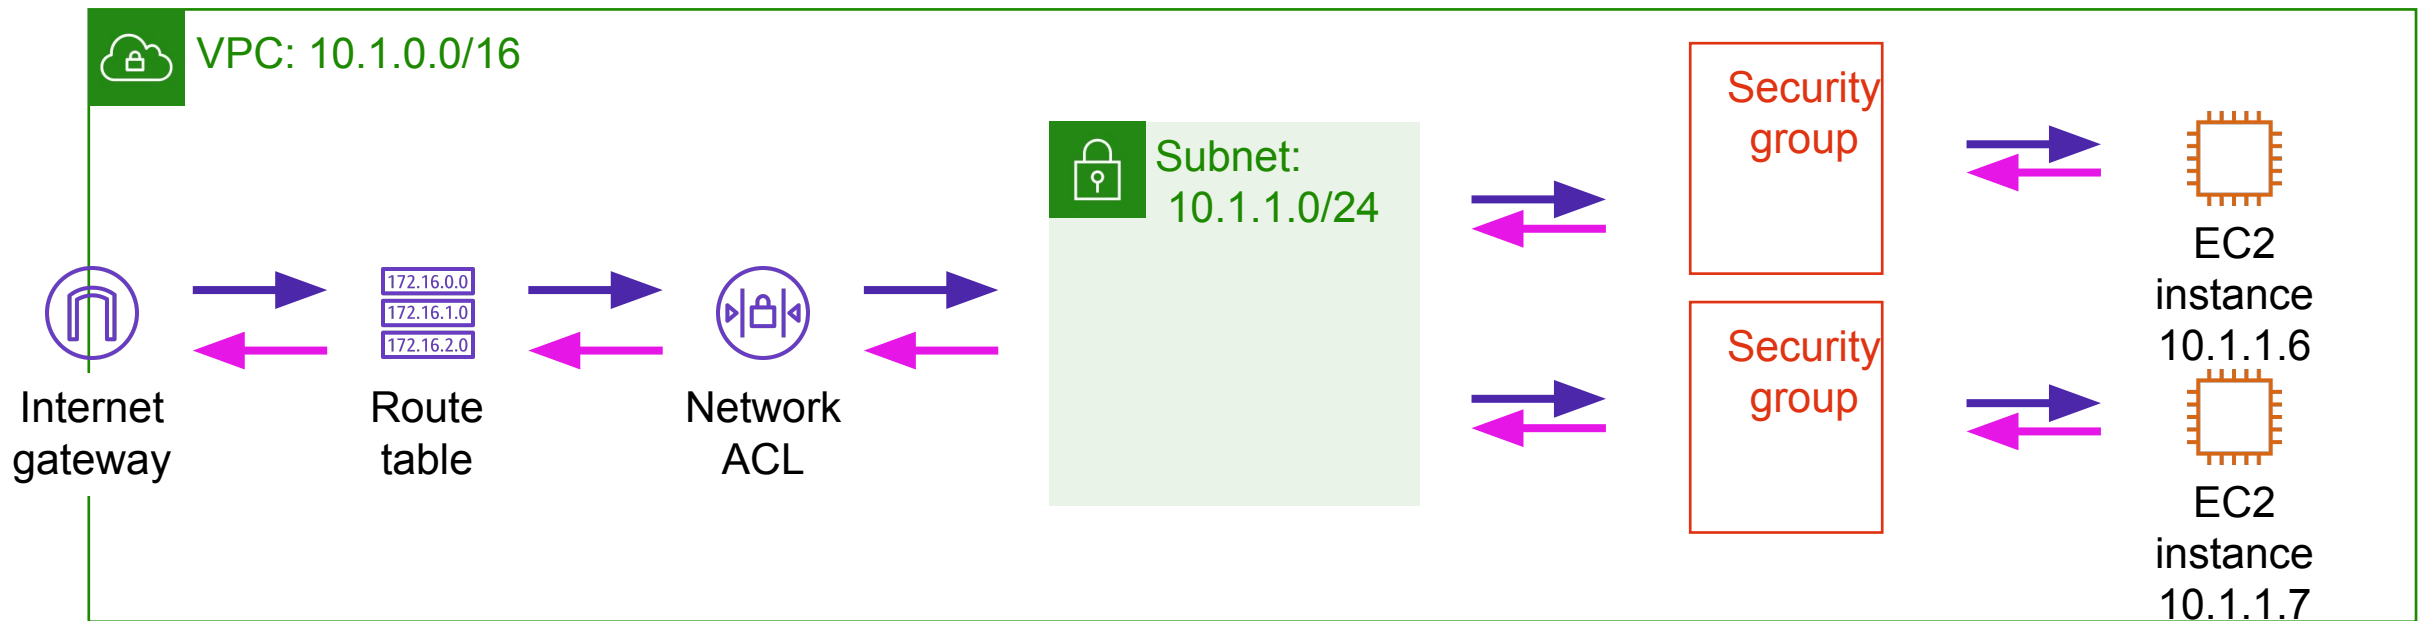 VPC: 10.1.0.0/16
Internet
gateway
172.16.0.0
172.16.1.0
172.16.2.0
Route
table
Network
ACL
Subnet:
10.1.1.0/24
Security
group
Security
group
EC2
instance
10.1.1.6
EC2
instance
10.1.1.7